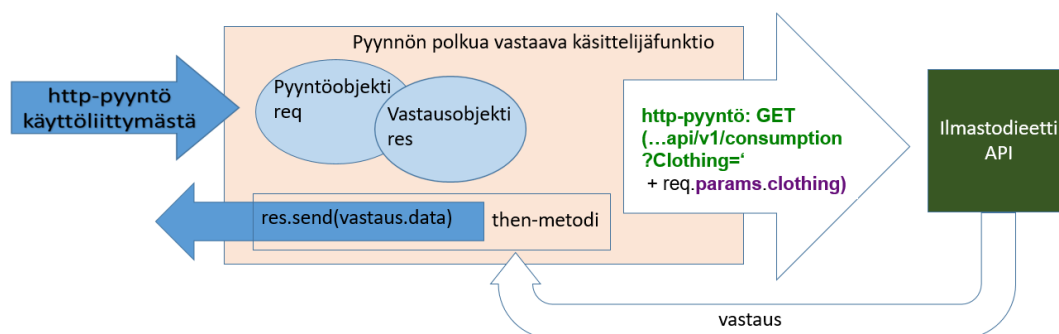 Pyynnön polkua vastaava käsittelijäfunktio
http-pyyntö
käyttöliittymästä
Pyyntöobjekti
req
Vastausobjekti
res
http-pyyntö: GET
(…api/v1/consumption
?Clothing=‘
+ req.params.clothing)
Ilmastodieetti
API
res.send(vastaus.data)
then-metodi
vastaus